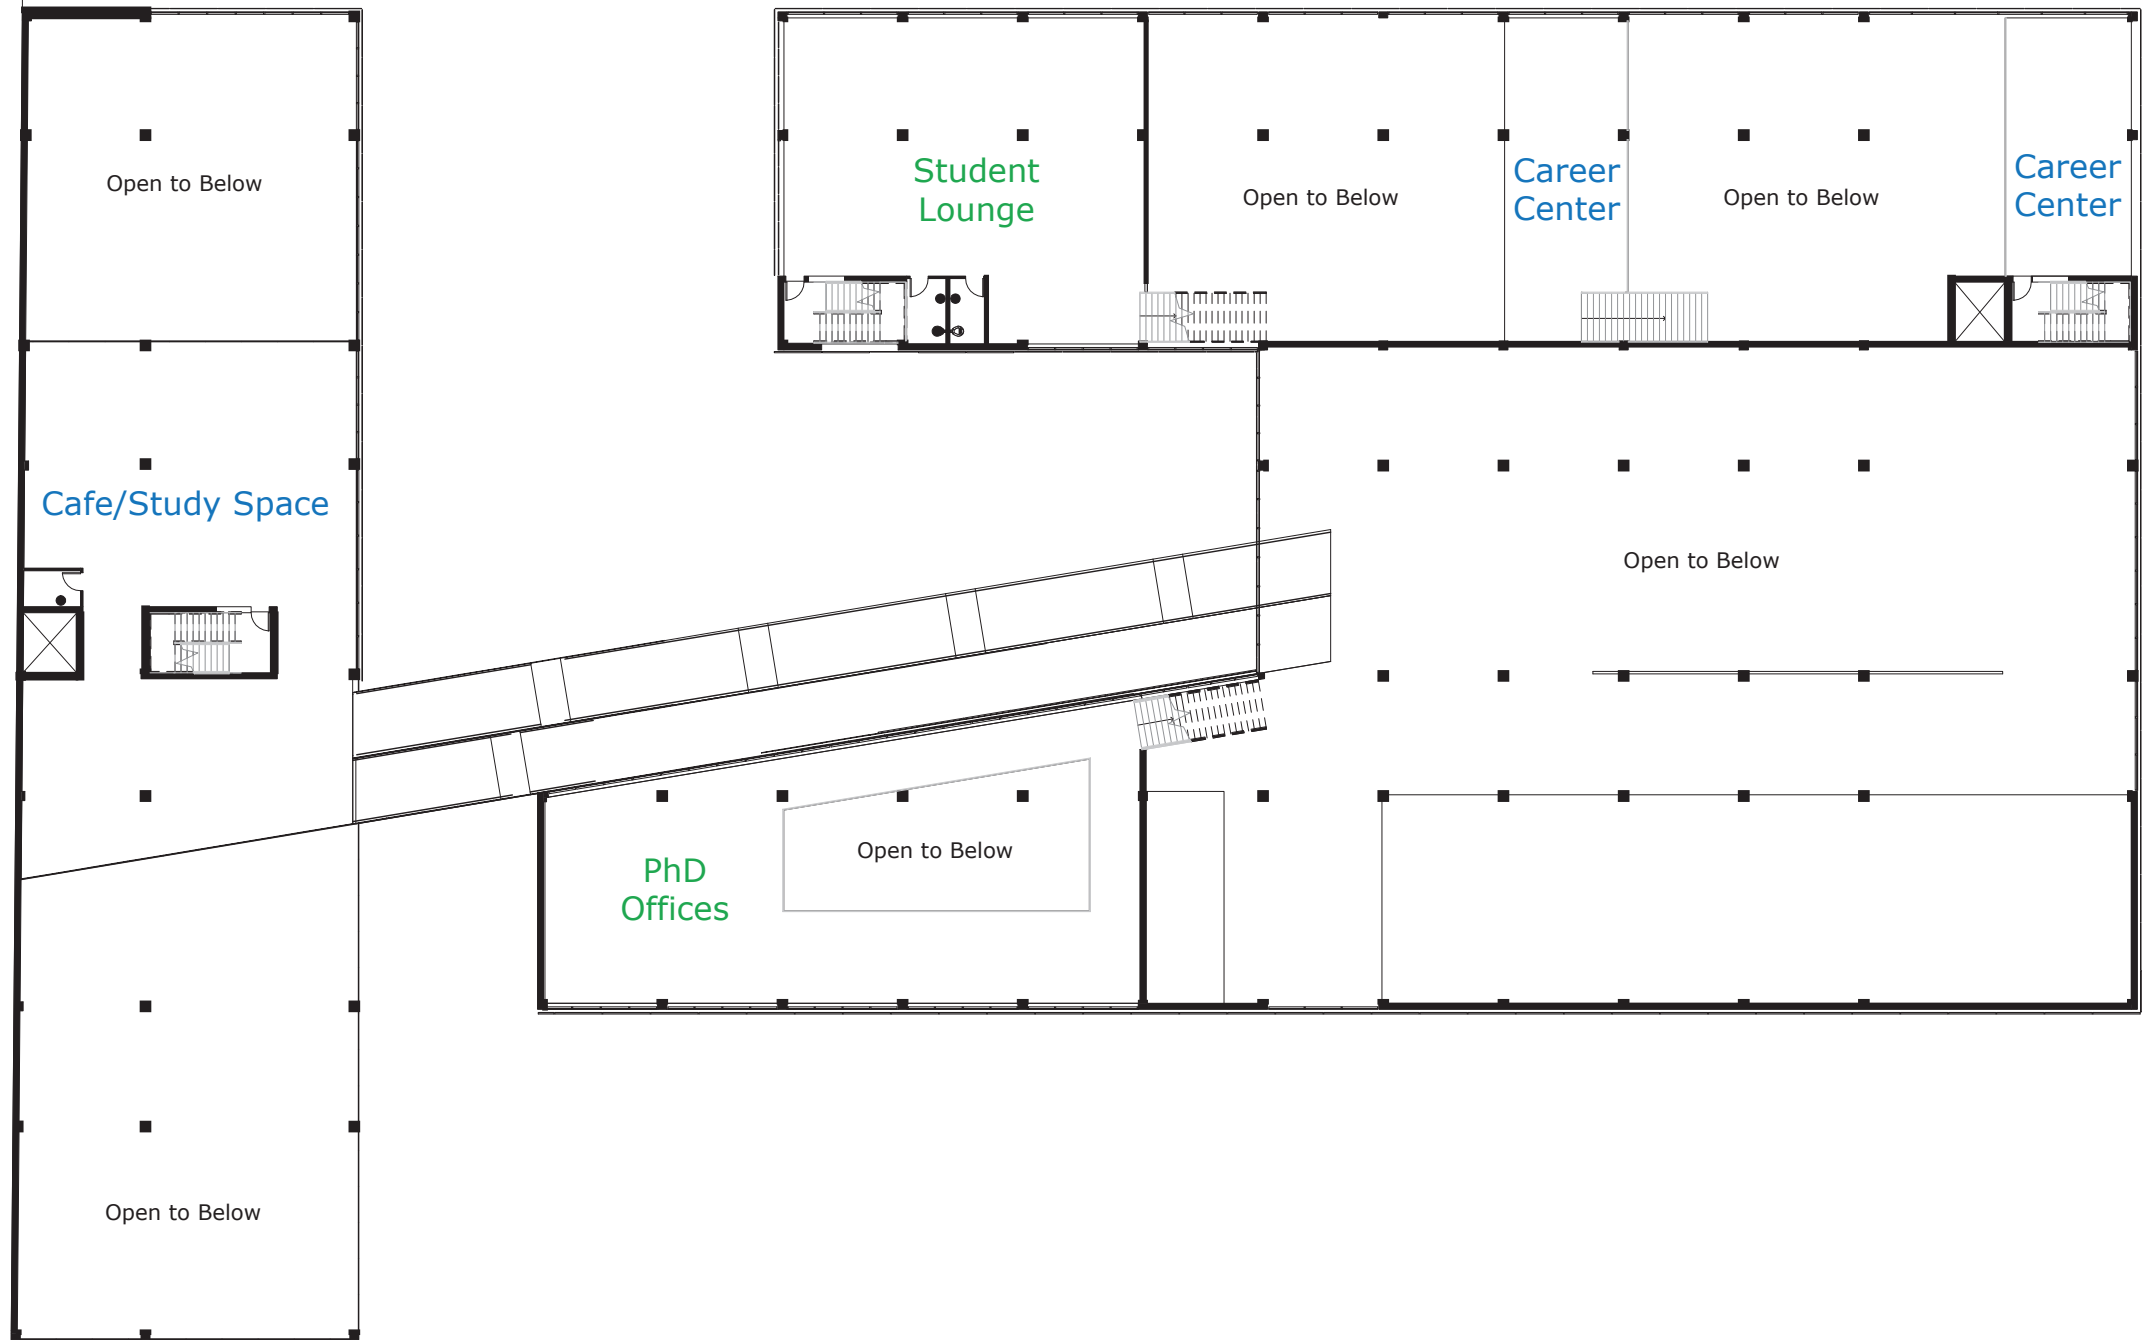 Open to Below
Student
Lounge
Open to Below
Career
Center
Open to Below
Career
Center
Cafe/Study Space
Open to Below
PhD
Offices
Open to Below
Open to Below